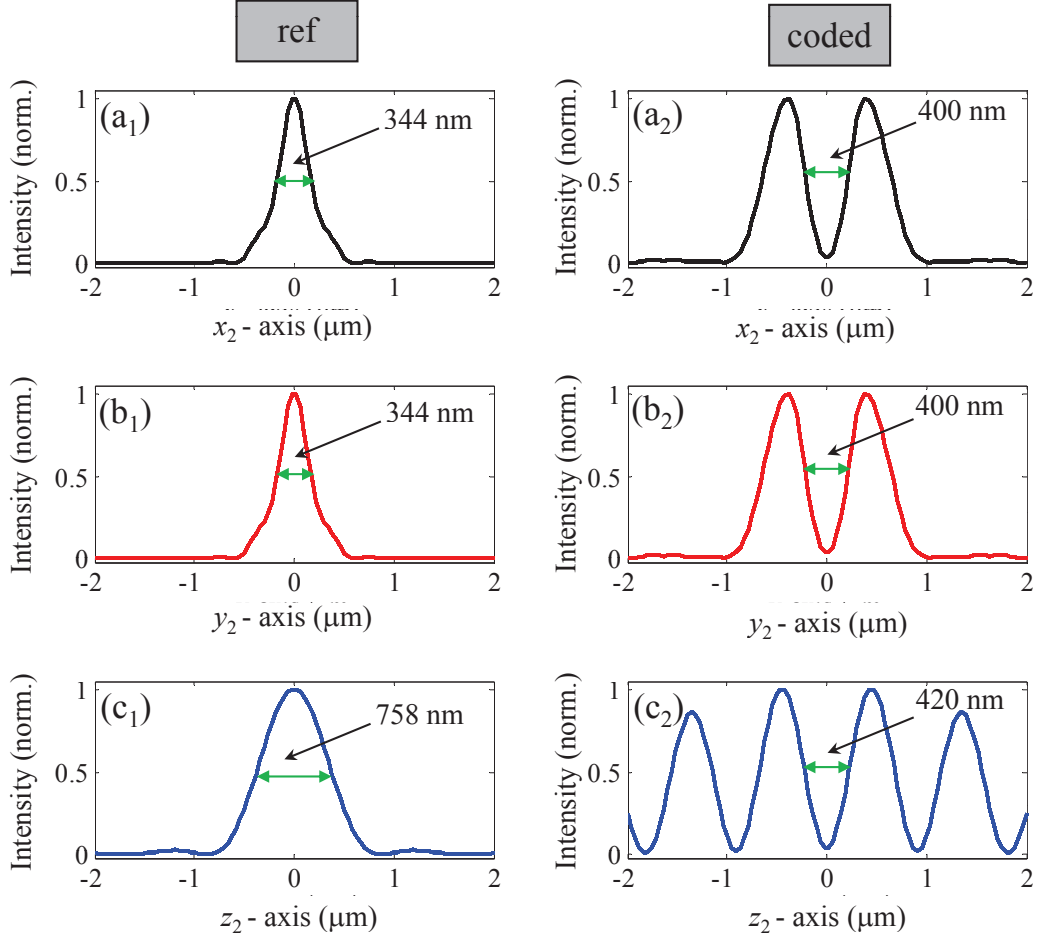 ref
coded
(a1)
344 nm
Intensity (norm.)
1
0.5
0
-2 -1 0 1 2
x2 - axis (μm)
(a2)
400 nm
Intensity (norm.)
1
0.5
0
-2 -1 0 1 2
x2 - axis (μm)
(b1)
344 nm
Intensity (norm.)
1
0.5
0
-2 -1 0 1 2
y2 - axis (μm)
(b2)
400 nm
Intensity (norm.)
1
0.5
0
-2 -1 0 1 2
y2 - axis (μm)
(c1)
758 nm
Intensity (norm.)
1
0.5
0
-2 -1 0 1 2
z2 - axis (μm)
(c2)
420 nm
Intensity (norm.)
1
0.5
0
-2 -1 0 1 2
z2 - axis (μm)